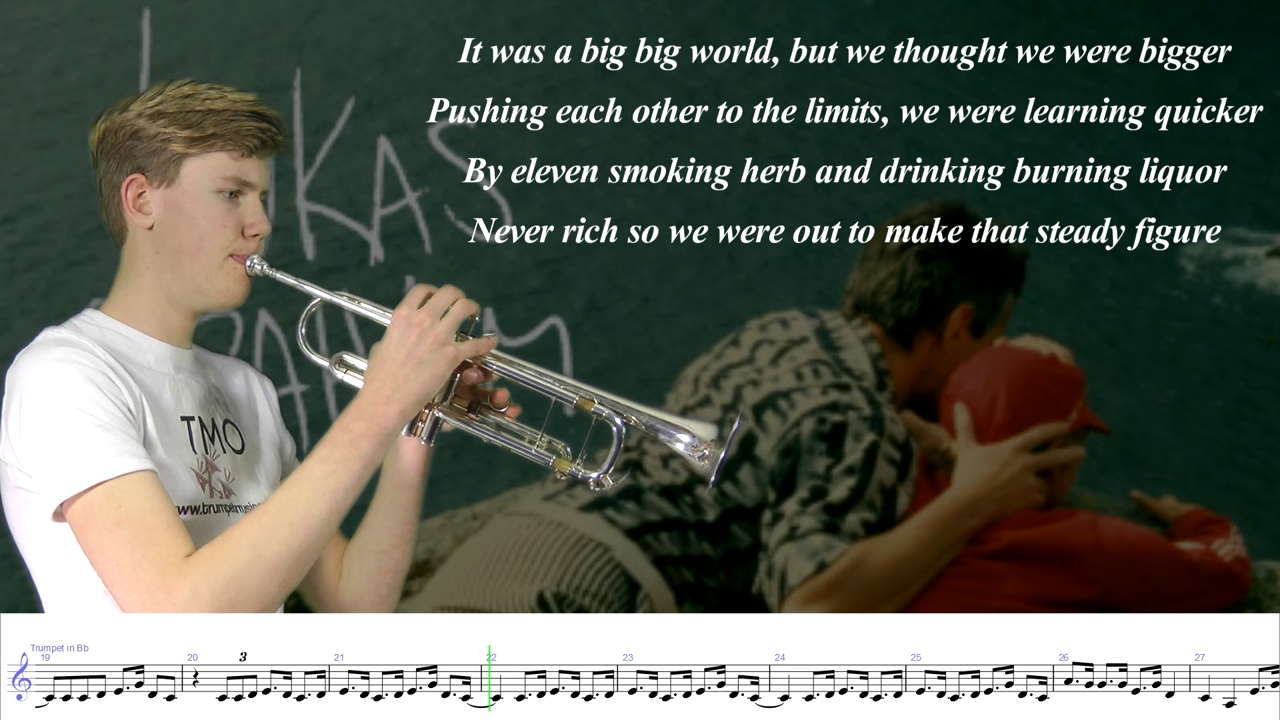 It was a big big world, but we thought we were bigger
Pushing each other to the limits, we were learning quicker
By eleven smoking herb and drinking burning liquor
Never rich so we were out to make that steady figure
KAS
TMO
Trumpet in Bb
19 20 21 22 23 24 25 26 27
3